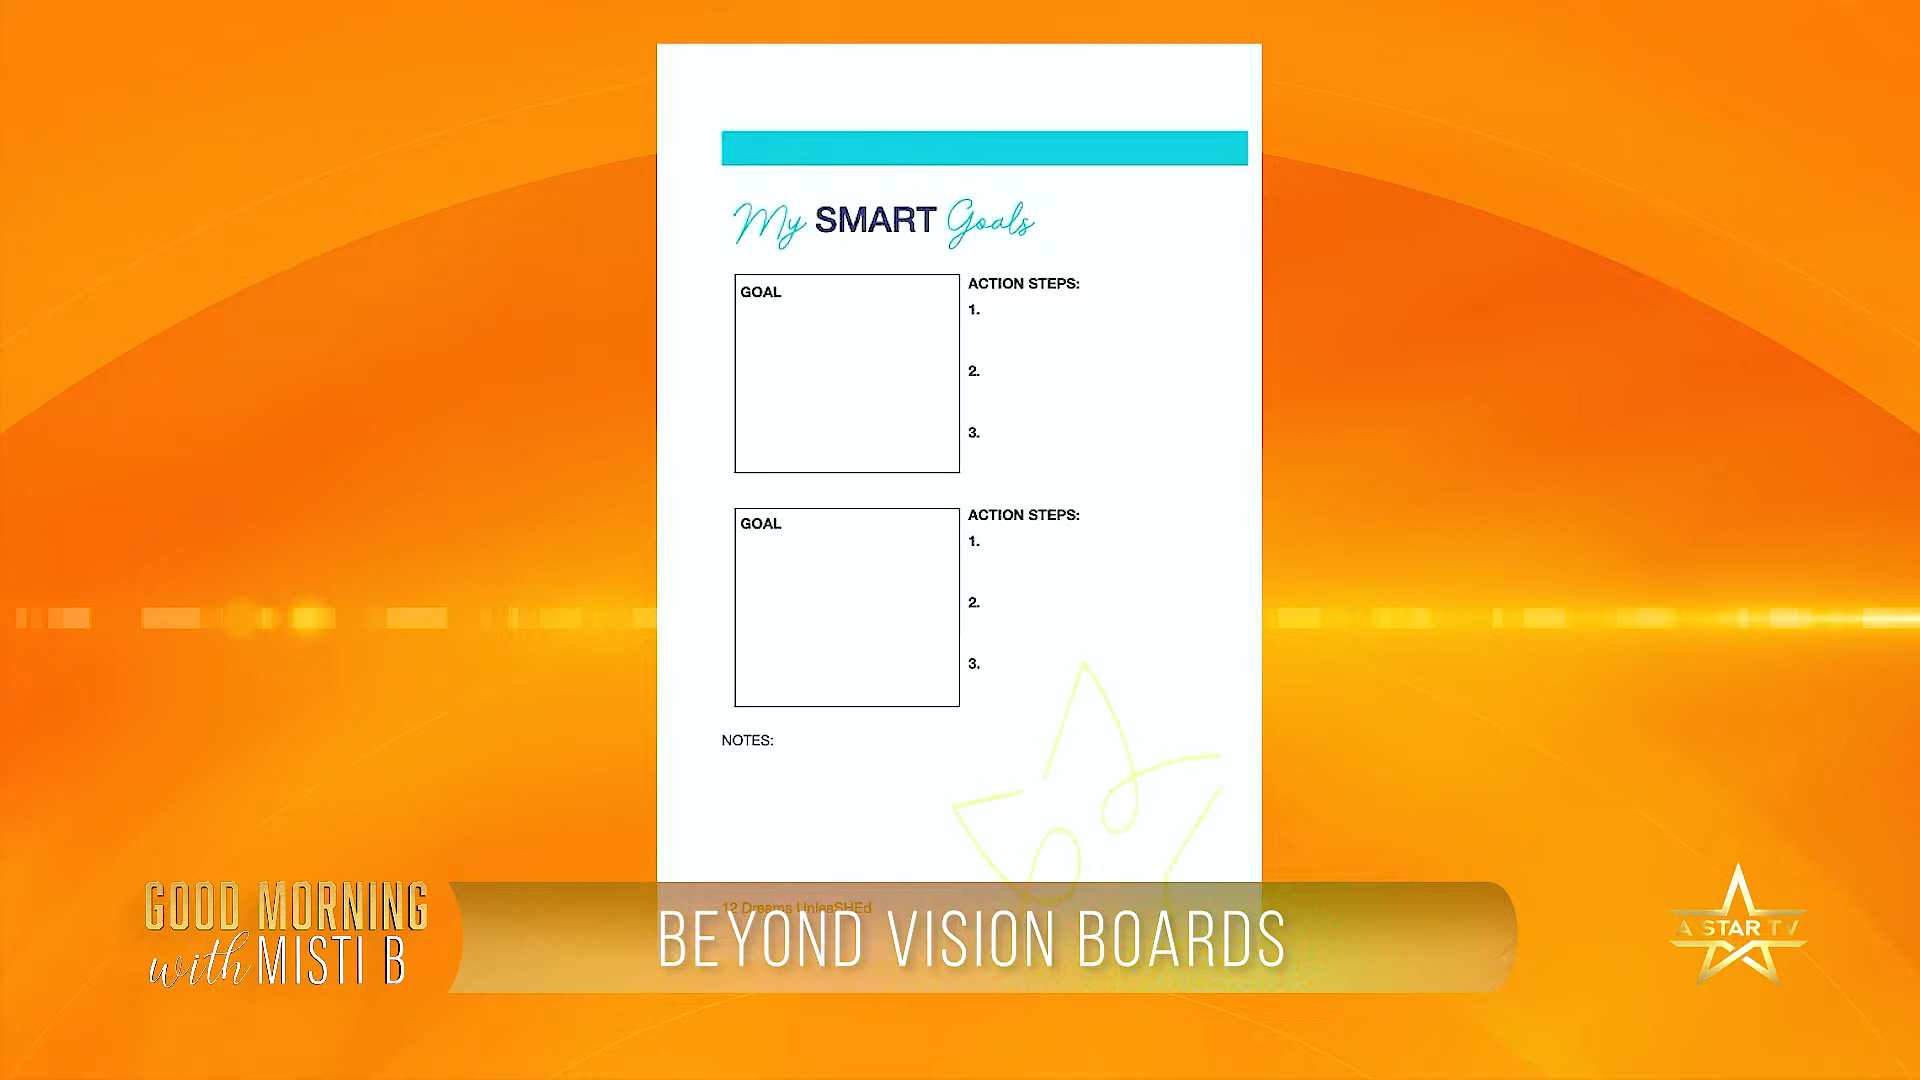 My SMART Goals
GOAL
ACTION STEPS:
1.
2.
3.
GOAL
ACTION STEPS:
1.
2.
3.
NOTES:
12 Dreams UnleaSHEd
GOOD MORNING
with MISTI B
BEYOND VISION BOARDS
A STAR TV